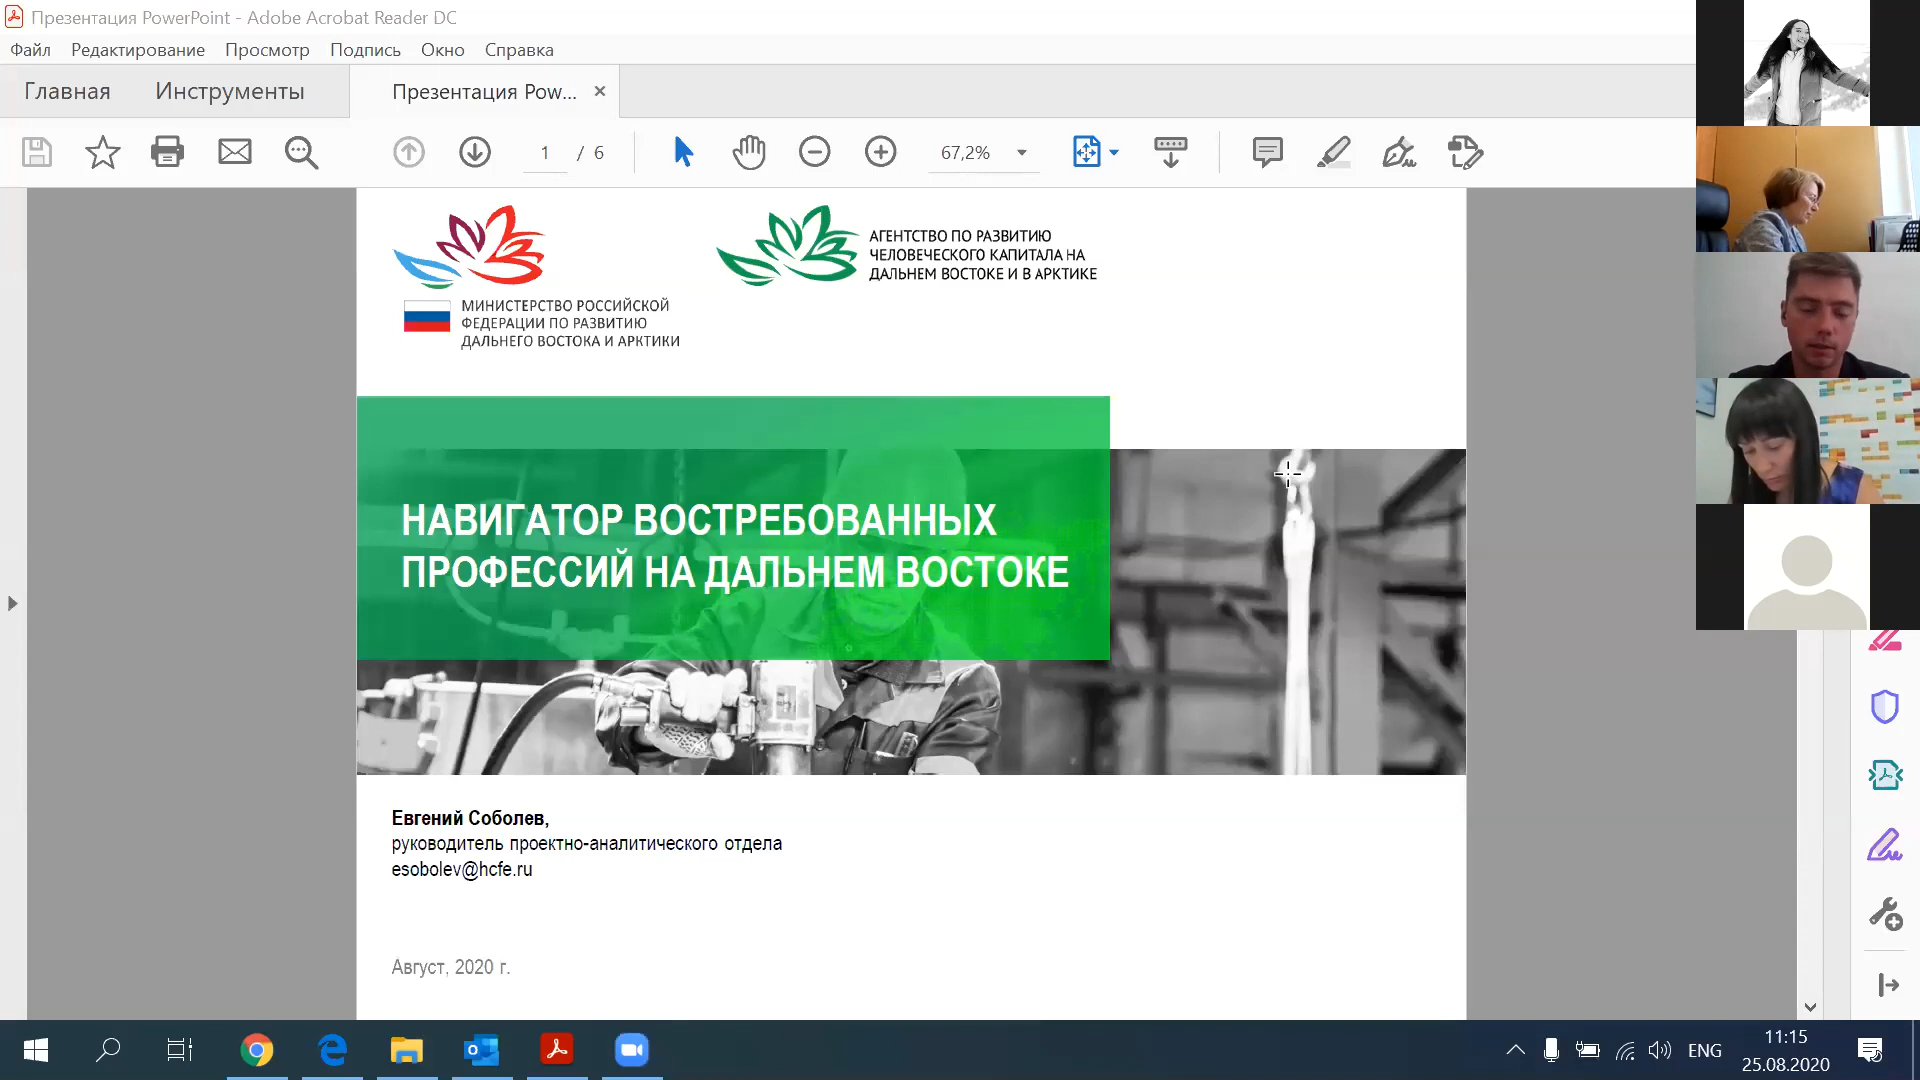 Презентация PowerPoint - Adobe Acrobat Reader DC
Файл Редактирование Просмотр Подпись Окно Справка
Главная Инструменты Презентация Pow...
1 / 6 67,2%
МИНИСТЕРСТВО РОССИЙСКОЙ
ФЕДЕРАЦИИ ПО РАЗВИТИЮ
ДАЛЬНЕГО ВОСТОКА И АРКТИКИ
АГЕНТСТВО ПО РАЗВИТИЮ
ЧЕЛОВЕЧЕСКОГО КАПИТАЛА НА
ДАЛЬНЕМ ВОСТОКЕ И В АРКТИКЕ
НАВИГАТОР ВОСТРЕБОВАННЫХ
ПРОФЕССИЙ НА ДАЛЬНЕМ ВОСТОКЕ
Евгений Соболев,
руководитель проектно-аналитического отдела
esobolev@hcfe.ru
Август, 2020 г.
ENG
11:15
25.08.2020